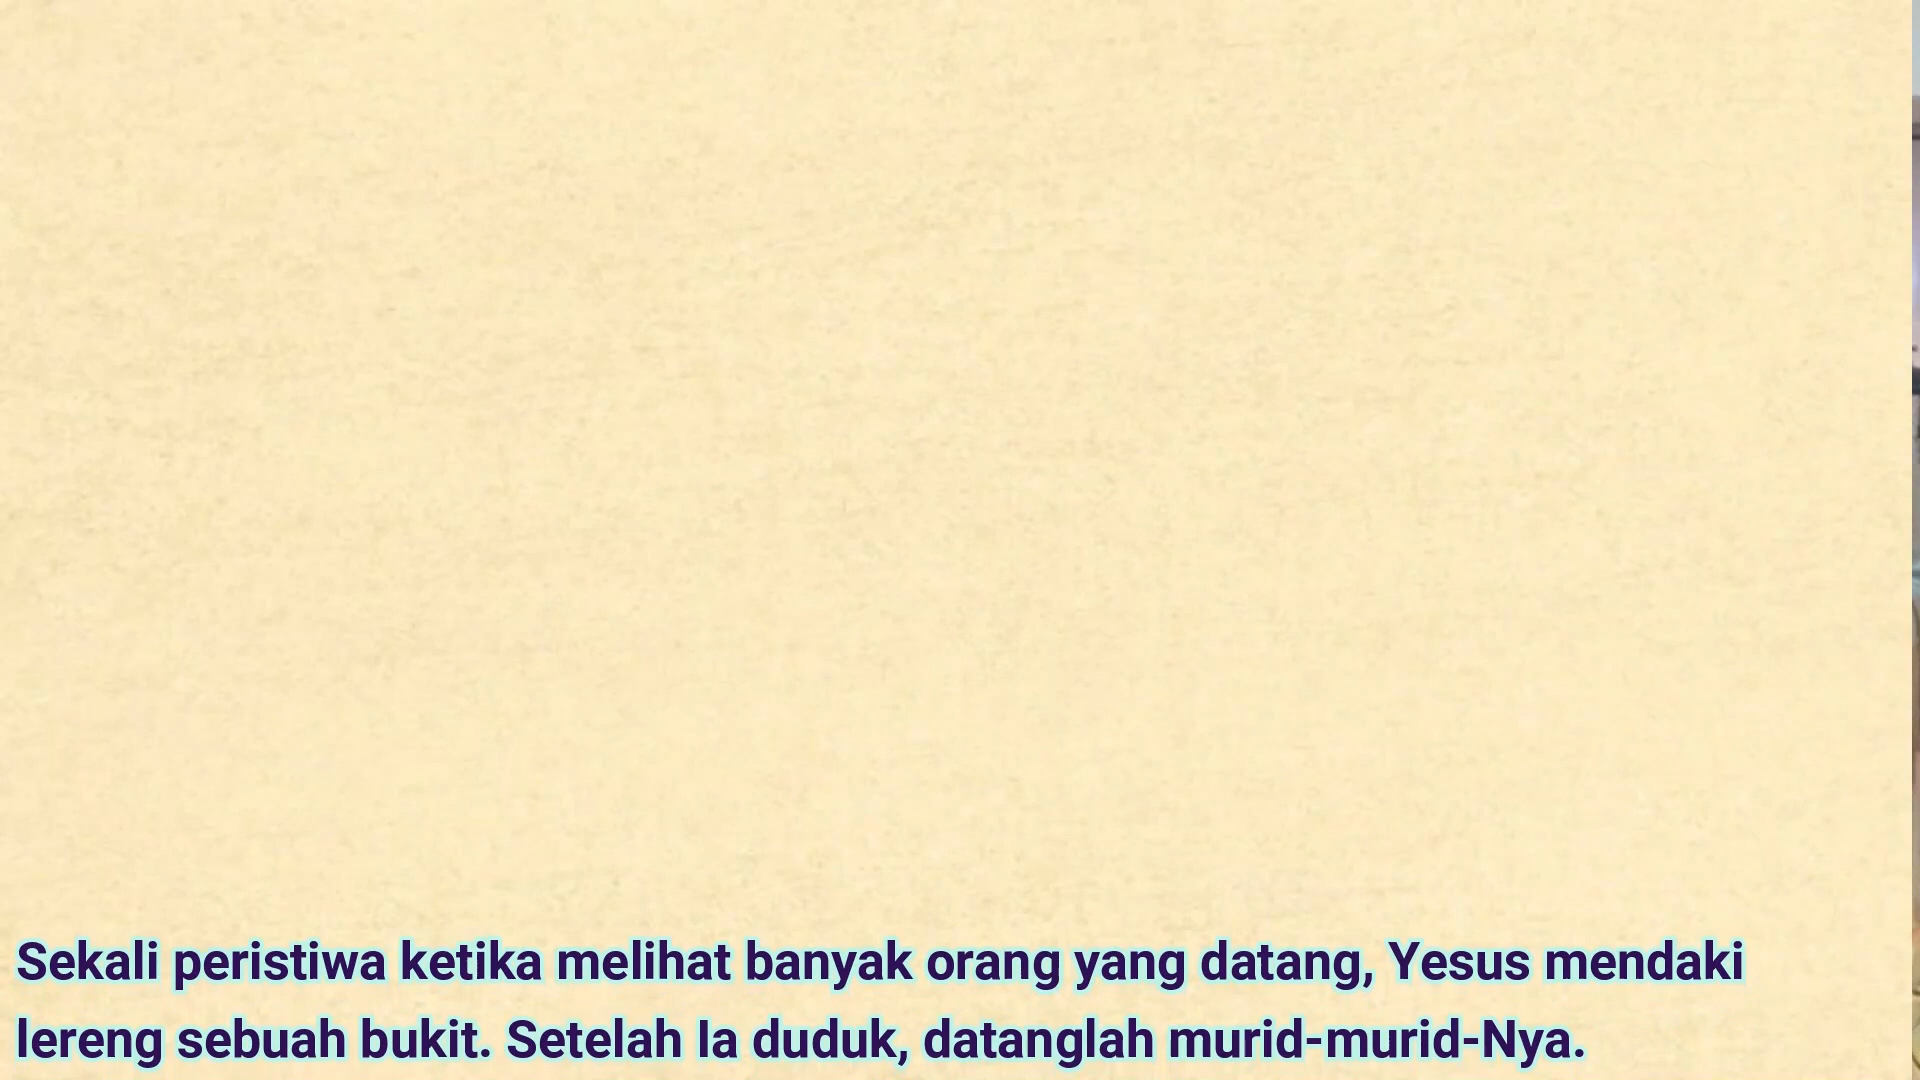 Sekali peristiwa ketika melihat banyak orang yang datang, Yesus mendaki
lereng sebuah bukit. Setelah Ia duduk, datanglah murid-murid-Nya.